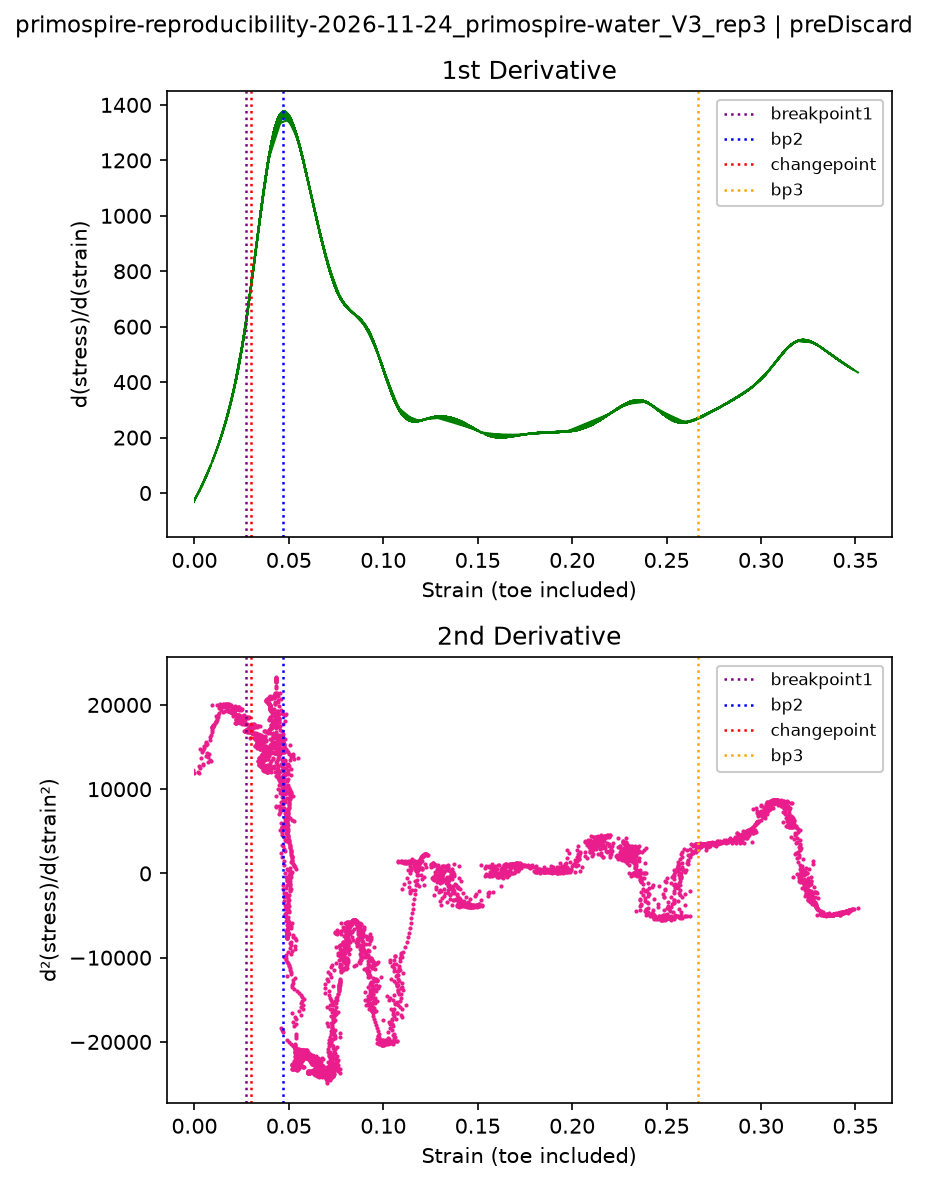 primospire-reproducibility-2026-11-24_primospire-water_V3_rep3 | preDiscard
1st Derivative
1400
1200
1000
800
600
400
200
0
d(stress)/d(strain)
breakpoint1
bp2
changepoint
bp3
0.00 0.05 0.10 0.15 0.20 0.25 0.30 0.35
Strain (toe included)
2nd Derivative
20000
10000
0
−10000
−20000
d²(stress)/d(strain²)
breakpoint1
bp2
changepoint
bp3
0.00 0.05 0.10 0.15 0.20 0.25 0.30 0.35
Strain (toe included)